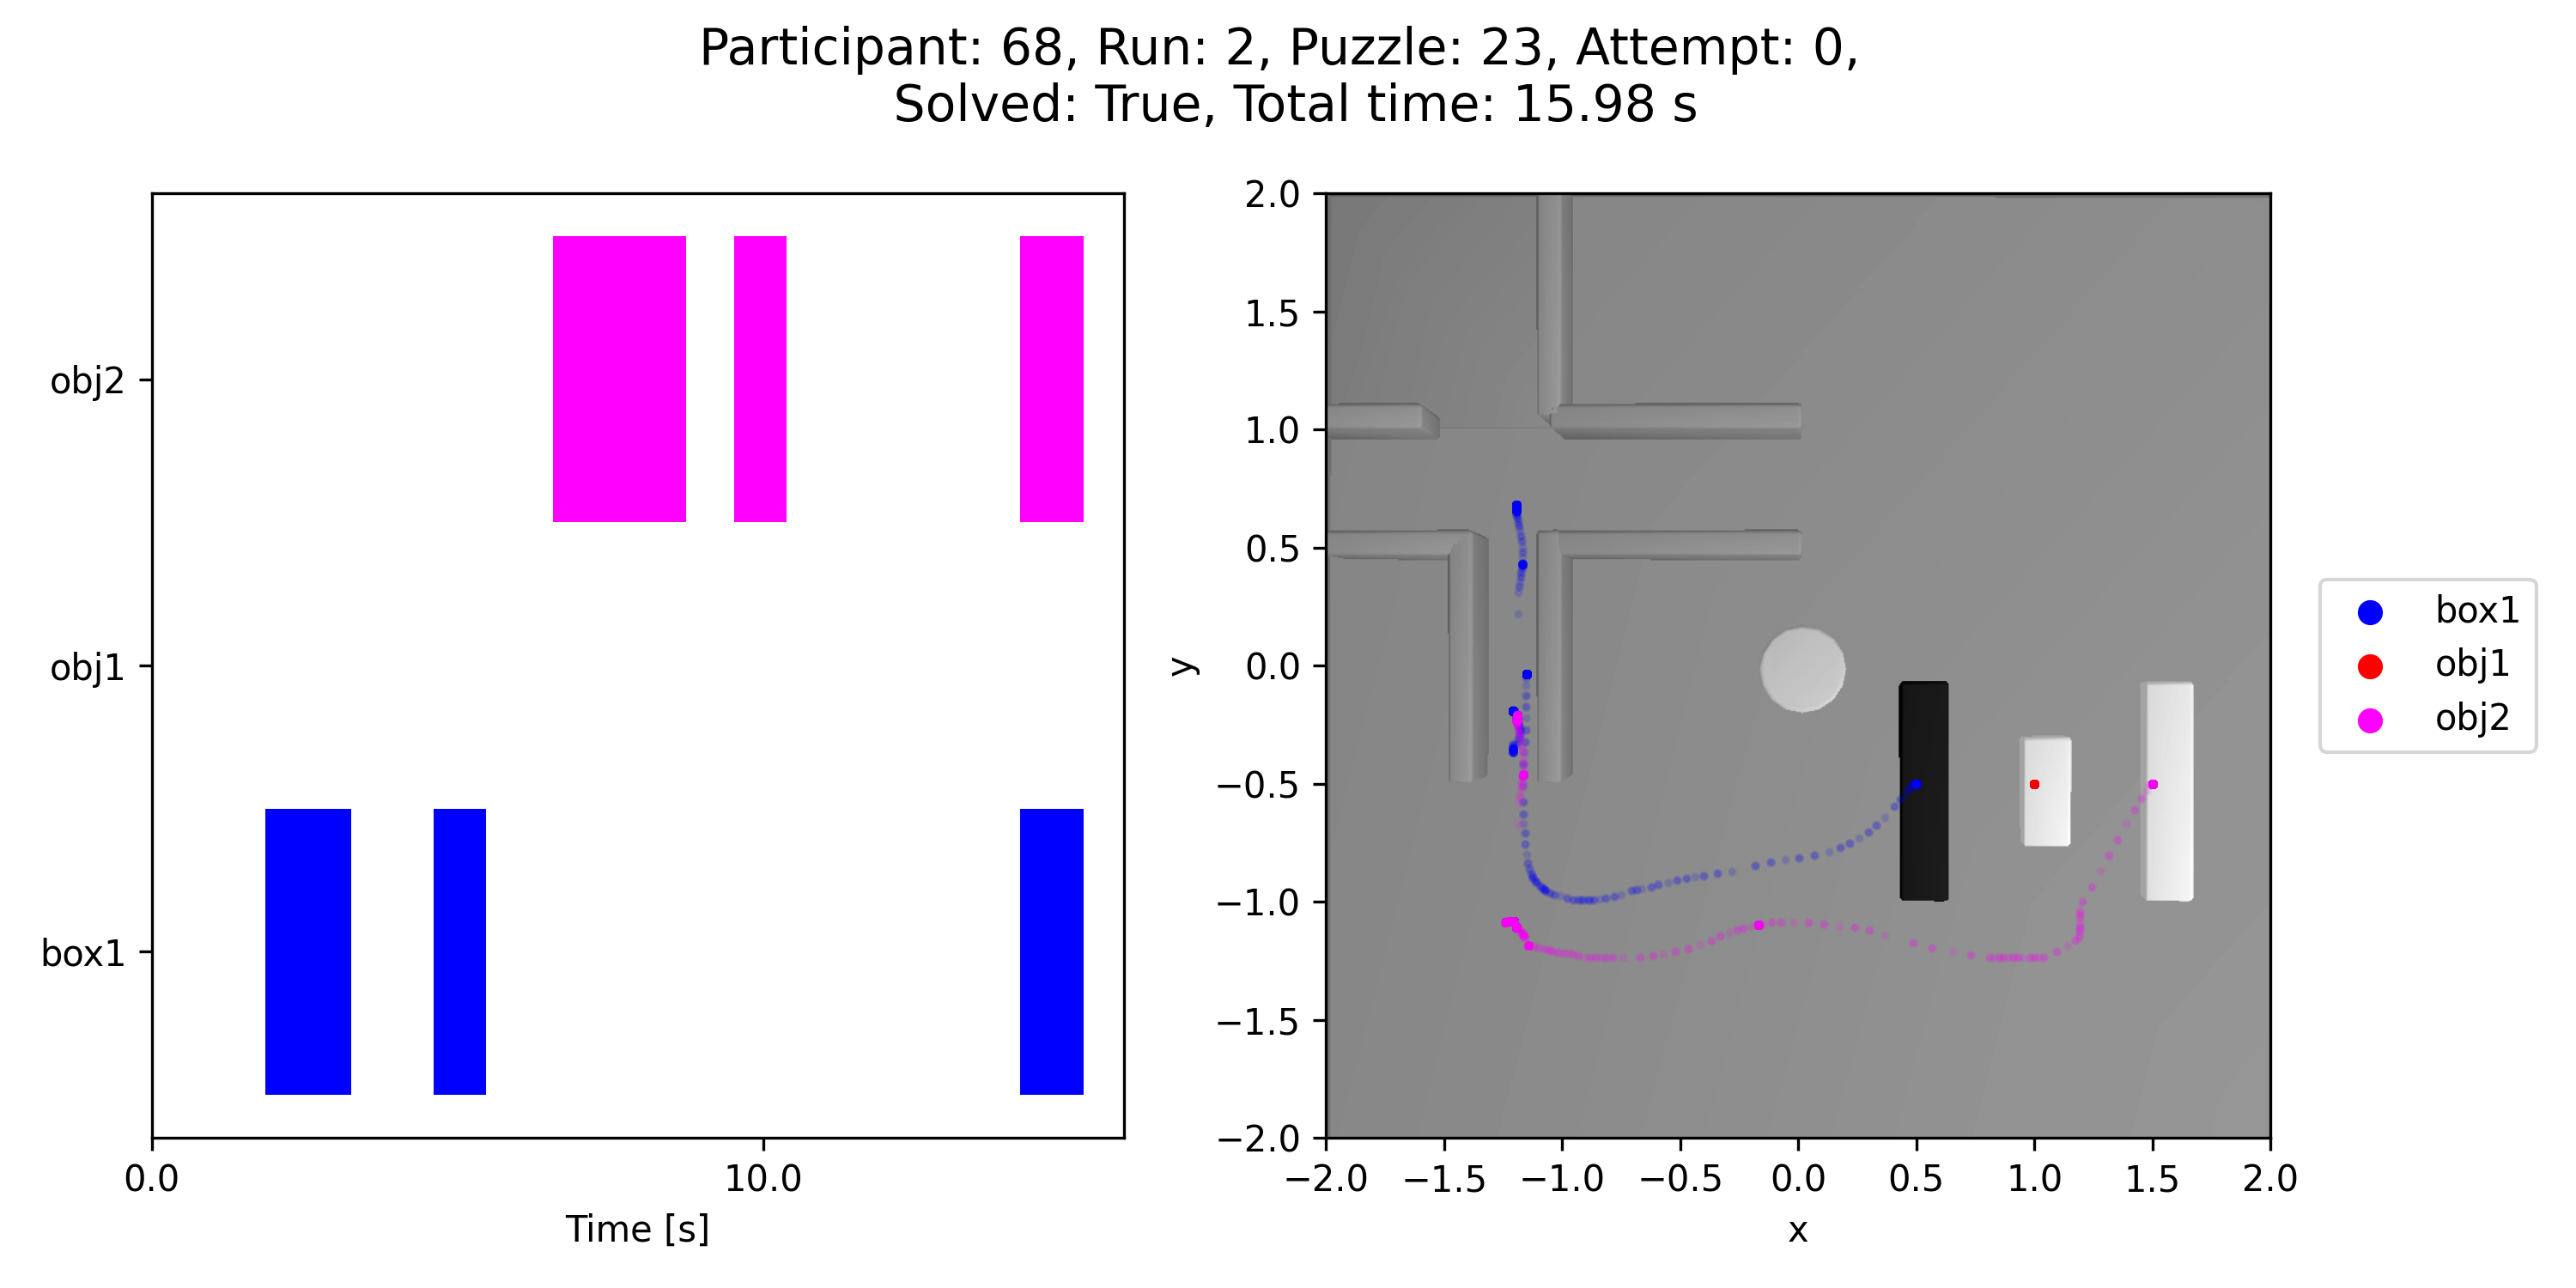 Participant: 68, Run: 2, Puzzle: 23, Attempt: 0,
Solved: True, Total time: 15.98 s
obj2
obj1
box1
0.0
10.0
Time [s]
2.0
1.5
1.0
0.5
0.0
−0.5
−1.0
−1.5
−2.0
y
−2.0 −1.5 −1.0 −0.5 0.0 0.5 1.0 1.5 2.0
x
box1
obj1
obj2